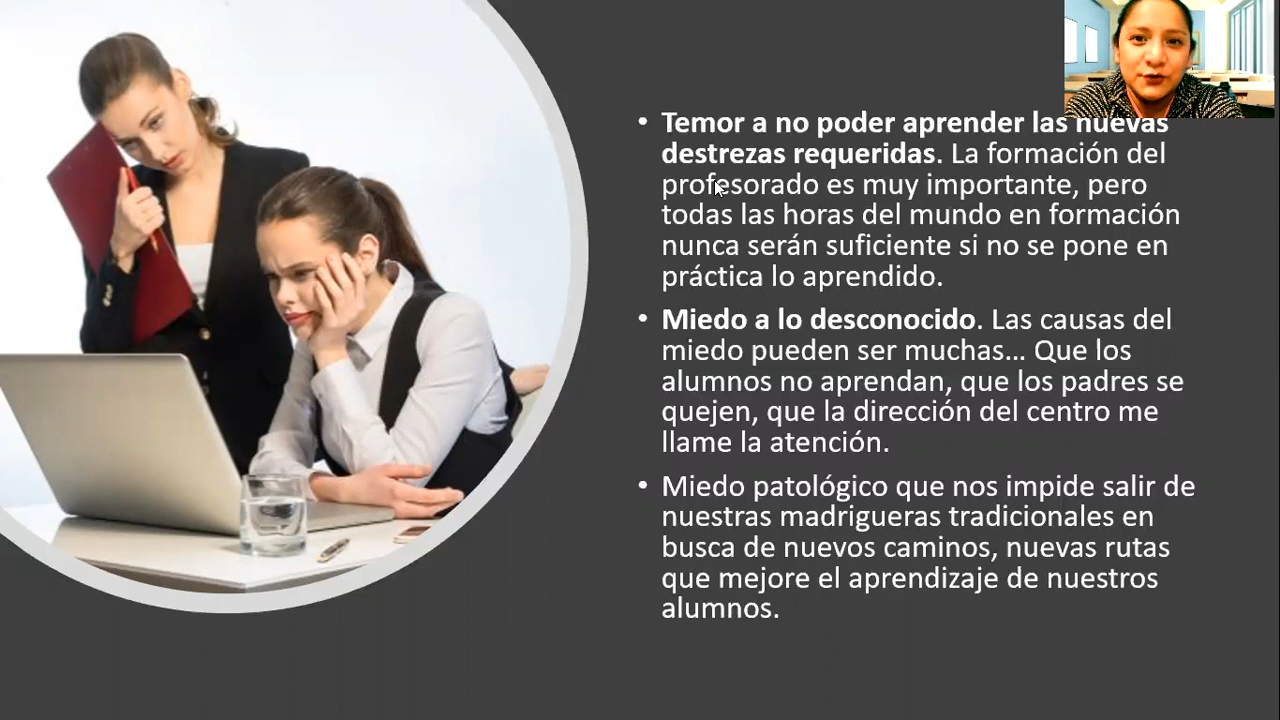 • Temor a no poder aprender las nuevas
destrezas requeridas. La formación del
profesorado es muy importante, pero
todas las horas del mundo en formación
nunca serán suficiente si no se pone en
práctica lo aprendido.
• Miedo a lo desconocido. Las causas del
miedo pueden ser muchas... Que los
alumnos no aprendan, que los padres se
quejen, que la dirección del centro me
llame la atención.
• Miedo patológico que nos impide salir de
nuestras madrigueras tradicionales en
busca de nuevos caminos, nuevas rutas
que mejore el aprendizaje de nuestros
alumnos.